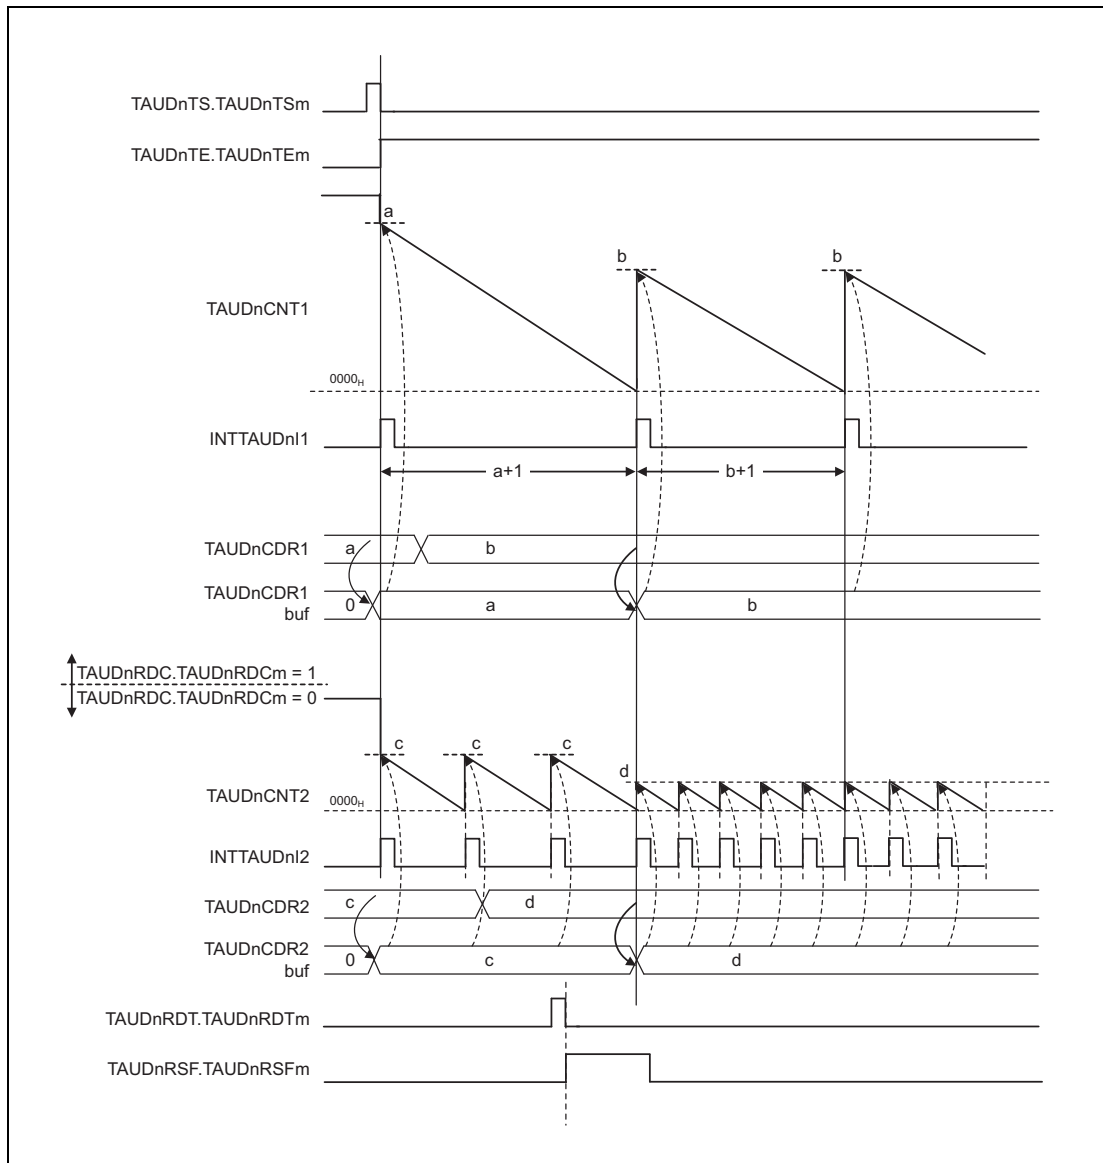 TAUDnTS.TAUDnTSm
TAUDnTE.TAUDnTEm
a
b
b
TAUDnCNT1
0000H
INTTAUDnI1
a+1
b+1
TAUDnCDR1
a
b
TAUDnCDR1
buf
0
a
b
TAUDnRDC.TAUDnRDCm = 1
TAUDnRDC.TAUDnRDCm = 0
c
c
c
d
TAUDnCNT2
0000H
INTTAUDnI2
TAUDnCDR2
c
d
TAUDnCDR2
buf
0
c
d
TAUDnRDT.TAUDnRDTm
TAUDnRSF.TAUDnRSFm